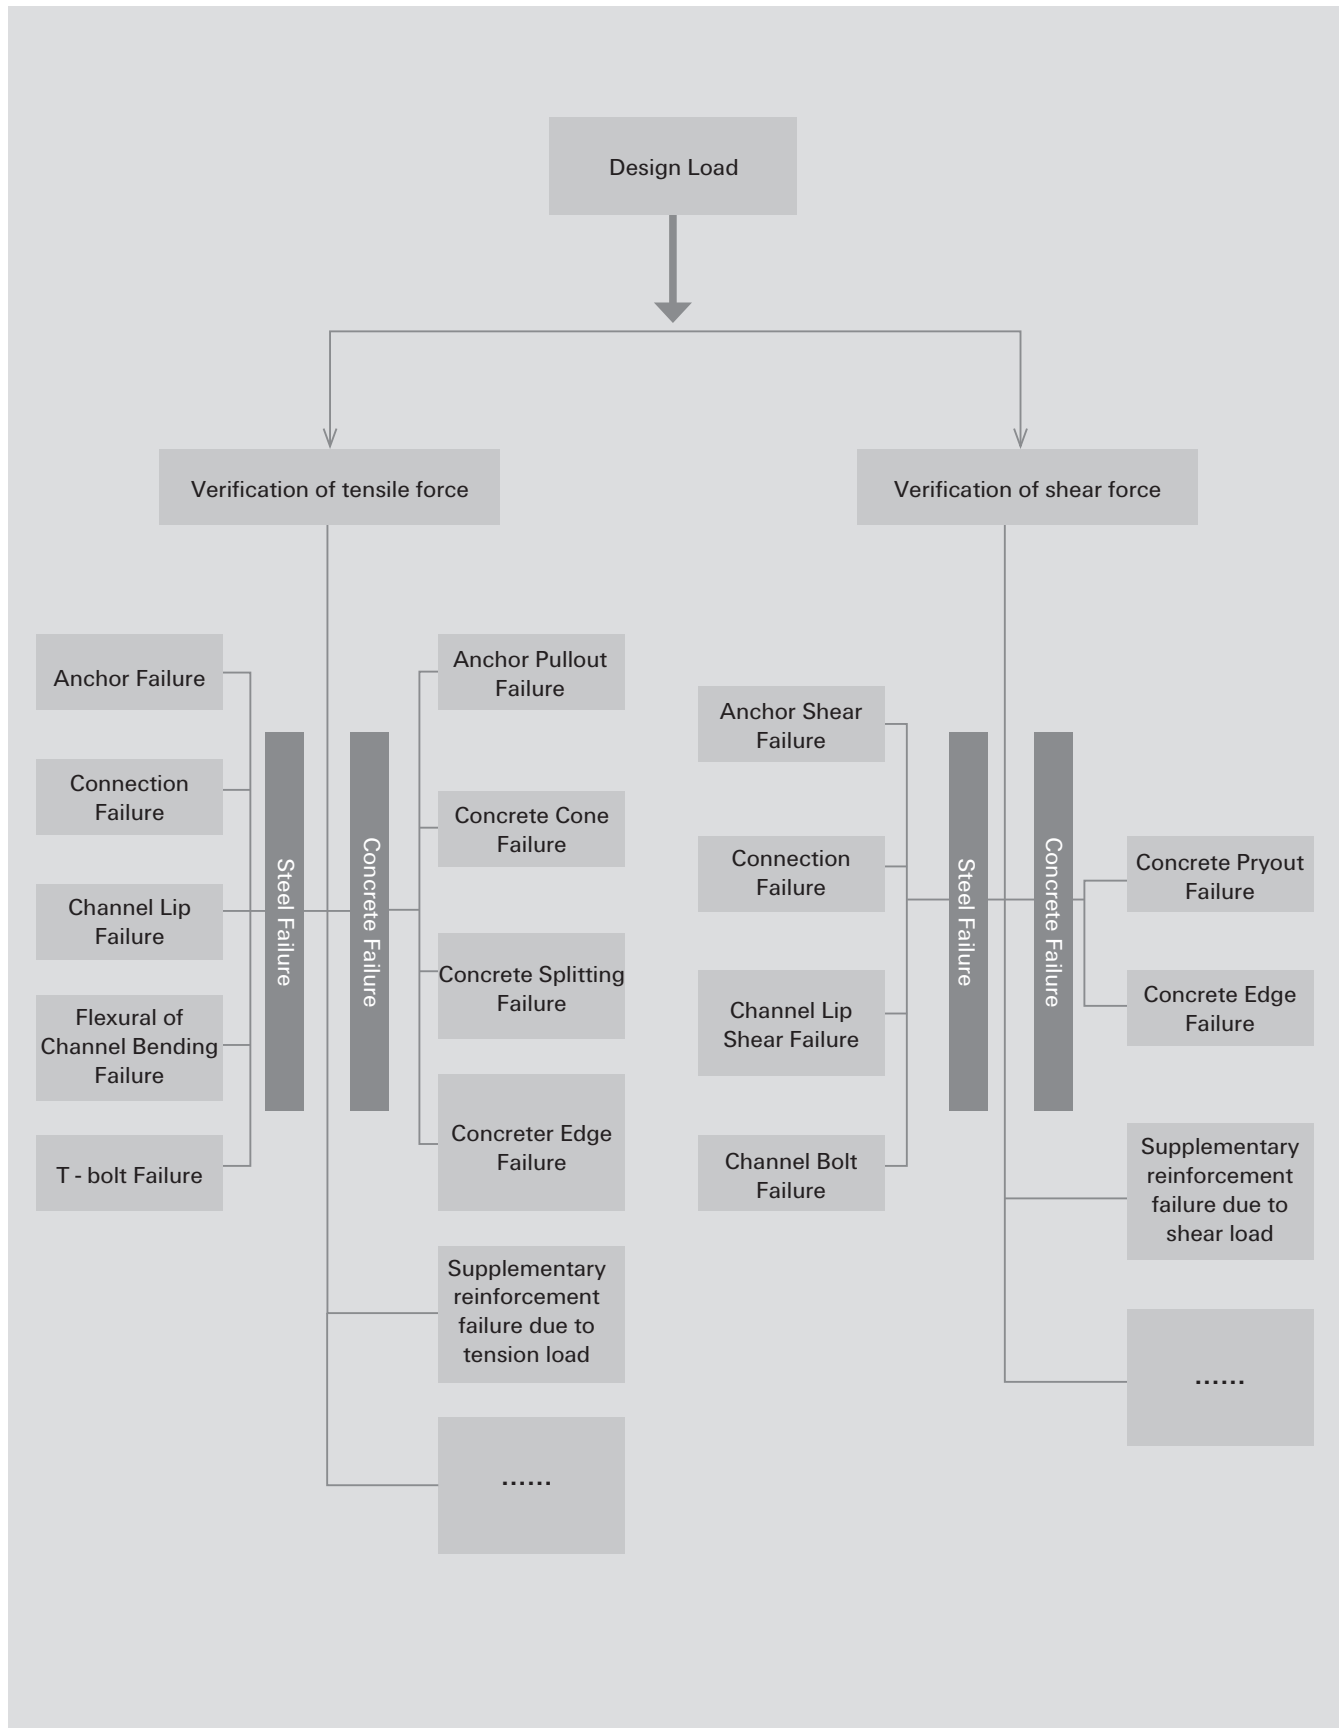 Design Load
Verification of tensile force
Verification of shear force
Anchor Failure
Connection
Failure
Channel Lip
Failure
Flexural of
Channel Bending
Failure
T - bolt Failure
Steel Failure
Concrete Failure
Anchor Pullout
Failure
Concrete Cone
Failure
Concrete Splitting
Failure
Concreter Edge
Failure
Supplementary
reinforcement
failure due to
tension load
......
Anchor Shear
Failure
Connection
Failure
Channel Lip
Shear Failure
Channel Bolt
Failure
Steel Failure
Concrete Failure
Concrete Pryout
Failure
Concrete Edge
Failure
Supplementary
reinforcement
failure due to
shear load
......